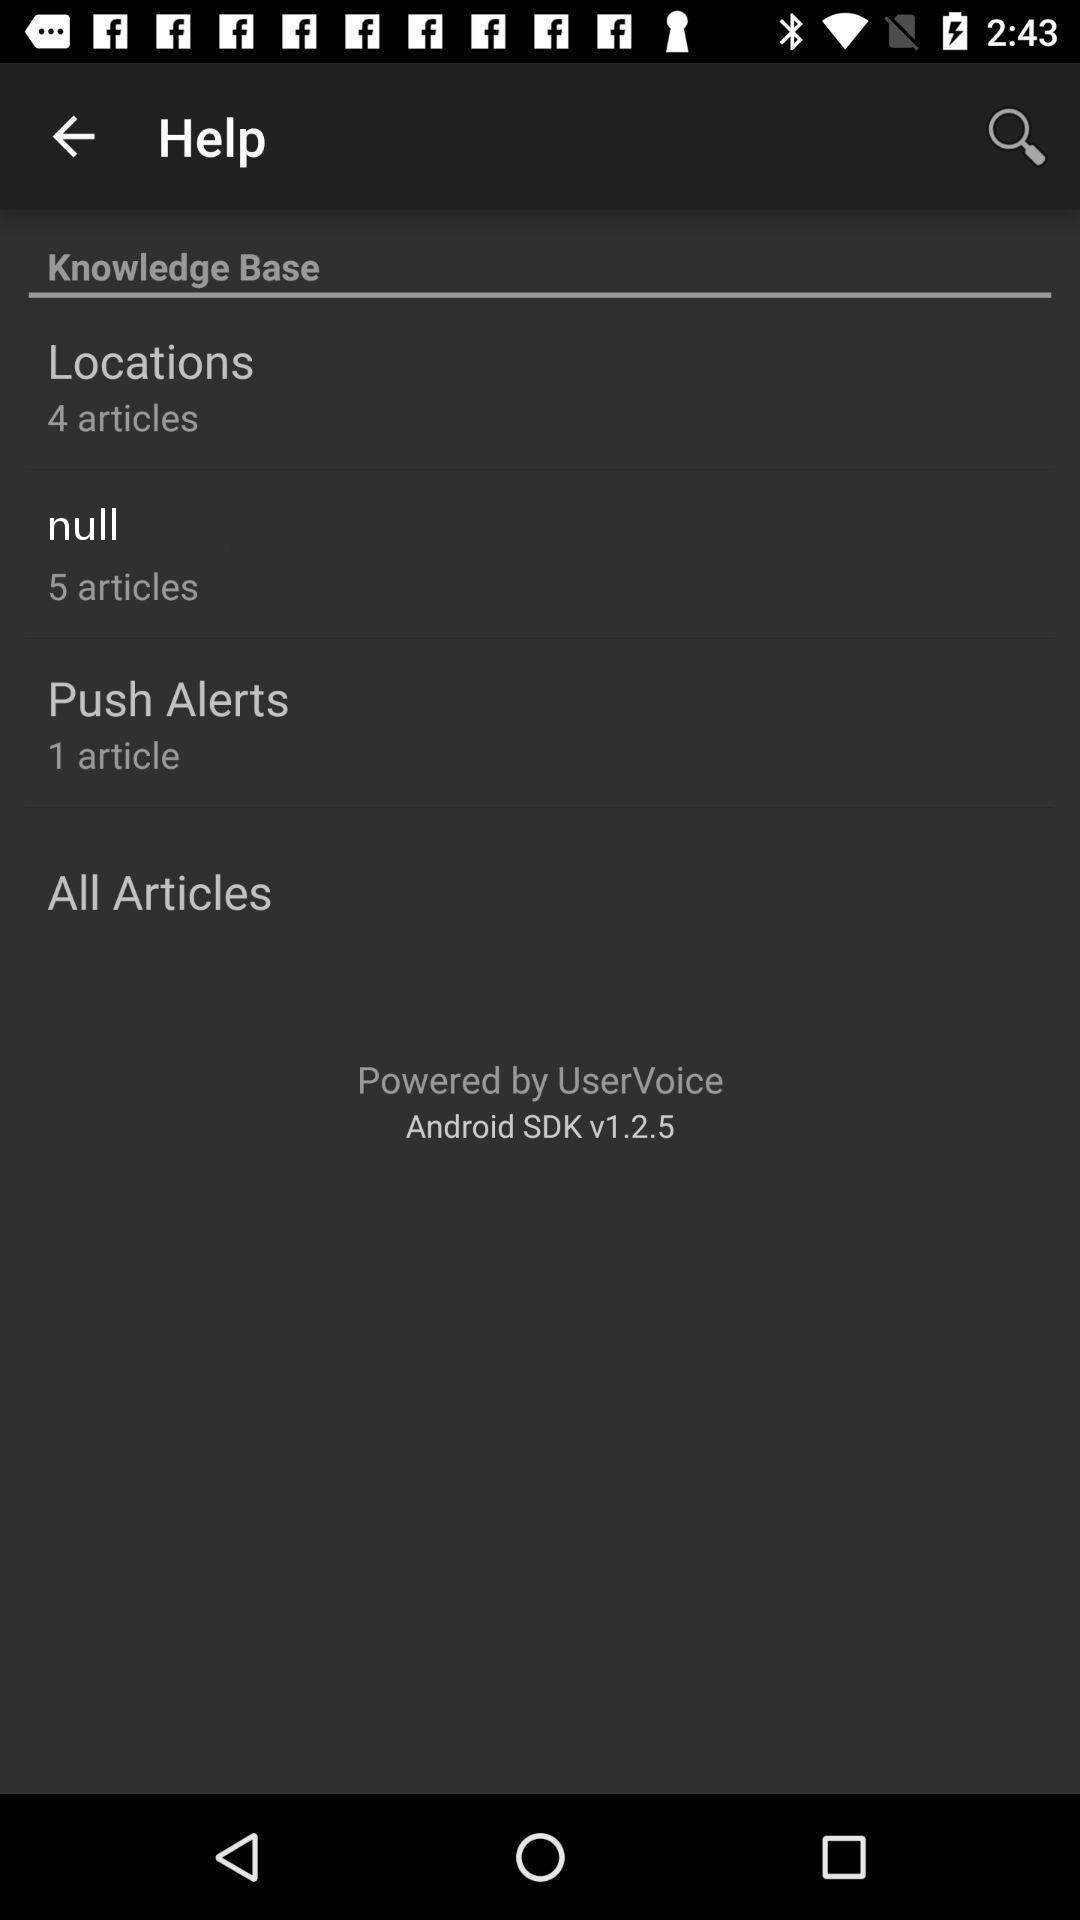 2:43
Help
Knowledge Base
Locations
4 articles
null
5 articles
Push Alerts
1 article
All Articles
Powered by UserVoice
Android SDK v1.2.5